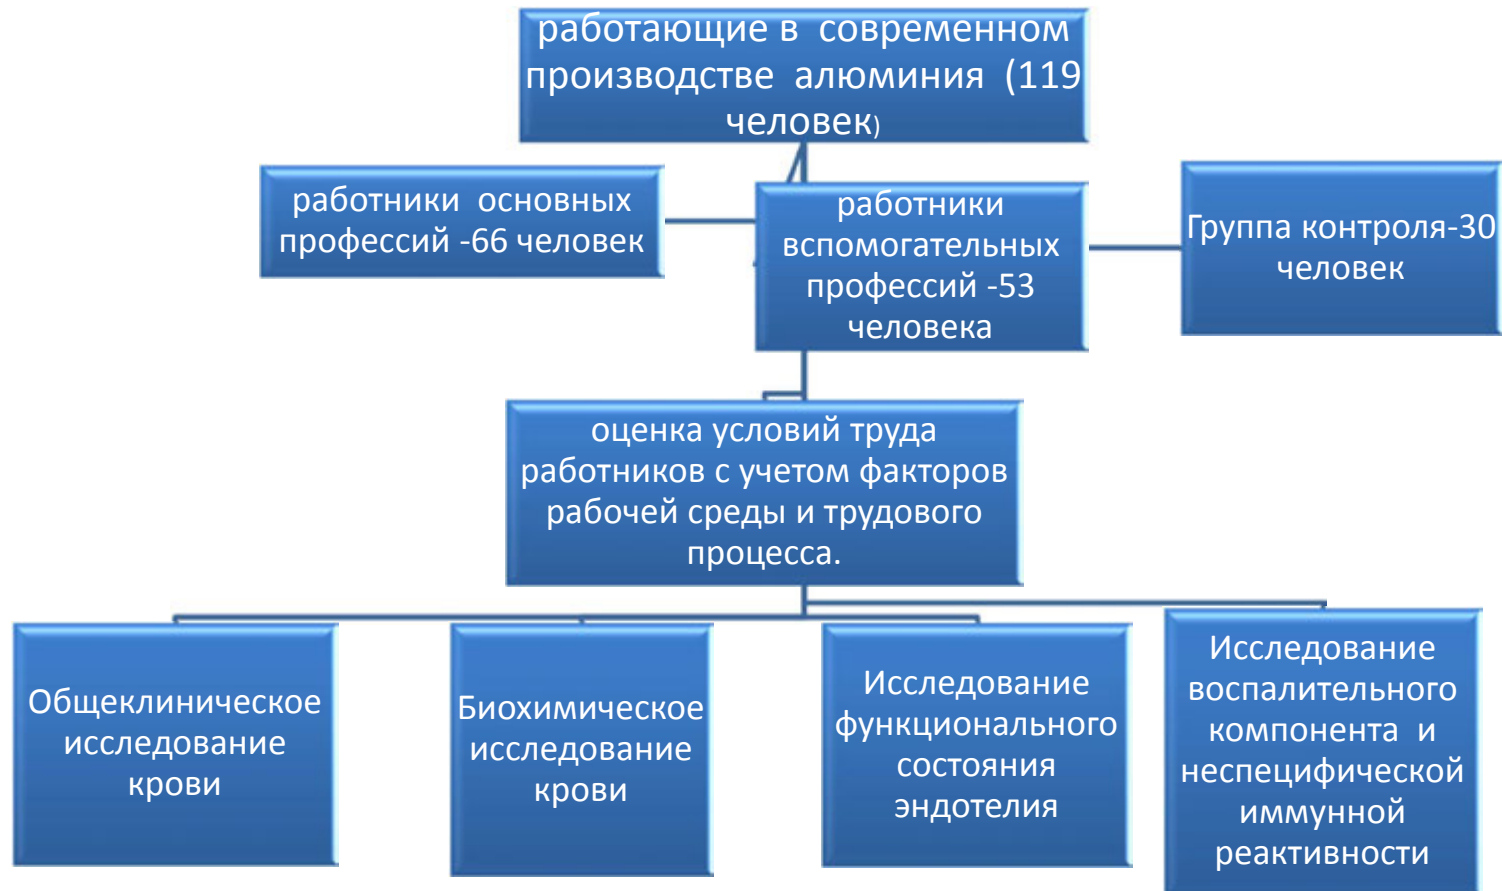 работающие в современном
производстве алюминия (119
человек)
работники основных
профессий -66 человек
работники
вспомогательных
профессий -53
человека
Группа контроля-30
человек
оценка условий труда
работников с учетом факторов
рабочей среды и трудового
процесса.
Общеклиническое
исследование
крови
Биохимическое
исследование
крови
Исследование
функционального
состояния
эндотелия
Исследование
воспалительного
компонента и
неспецифической
иммунной
реактивности